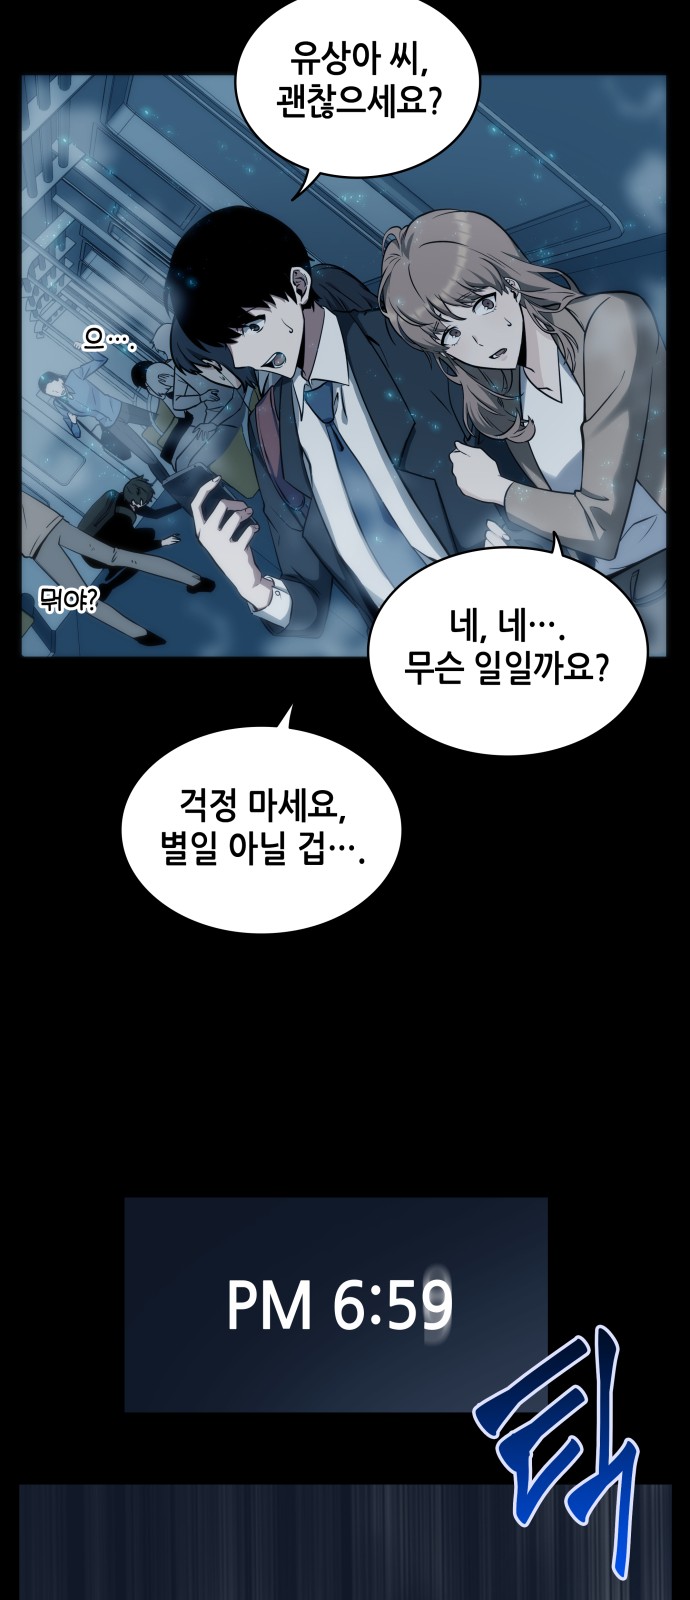 유상아 씨,
괜찮으세요?
으….
뭐야?
네, 네….
무슨 일일까요?
걱정 마세요,
별일 아닐 겁….
PM 6:59
탁